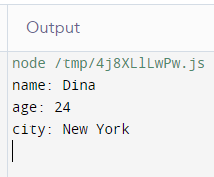 Output
node /tmp/4j8XLlLwPw.js
name: Dina
age: 24
city: New York